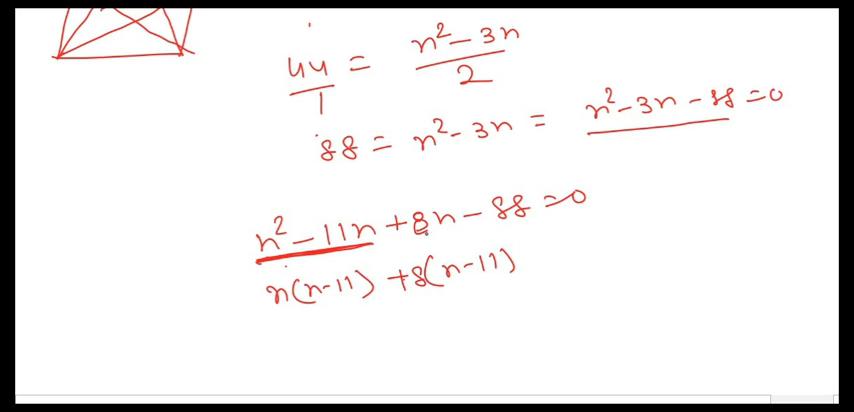 44/1 = n² - 3n/2
88 = n² - 3n = n² - 3n - 88 = 0
n² - 11n + 8n - 88 = 0
n(n-11) + 8(n-11)